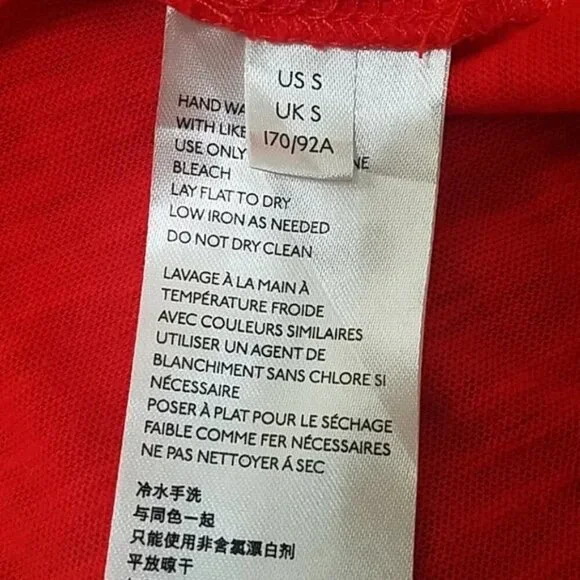 US S
UK S
170/92A
HAND
WITH LIKE
USE ONLY
BLEACH
LAY FLAT TO DRY
LOW IRON AS NEEDED
DO NOT DRY CLEAN
LAVAGE À LA MAIN À
TEMPÉRATURE FROIDE
AVEC COULEURS SIMILAIRES
UTILISER UN AGENT DE
BLANCHIMENT SANS CHLORE SI
NÉCESSAIRE
POSER À PLAT POUR LE SÉCHAGE
FAIBLE COMME FER NÉCESSAIRES
NE PAS NETTOYER Á SEC
冷水手洗
与同色一起
只能使用非含氯漂白剂
平放晾干